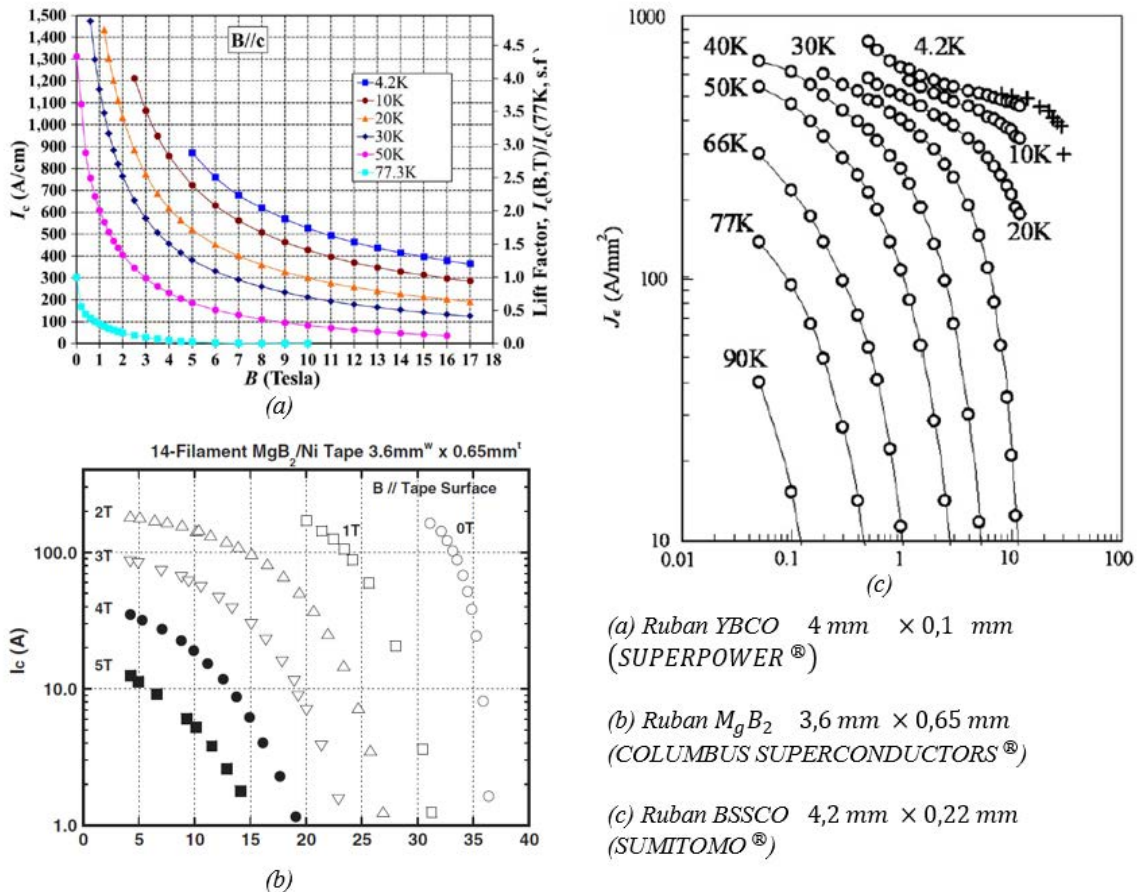 1,500
1,400
1,300
1,200
1,100
1,000
900
800
700
600
500
400
300
200
100
0
I_c (A/cm)
B//c
4.2K
10K
20K
30K
50K
77.3K
4.5
4.0
3.5
3.0
2.5
2.0
1.5
1.0
0.5
0.0
Lift Factor, I_c(B,T)/I_c(77K, s.f)
0 1 2 3 4 5 6 7 8 9 10 11 12 13 14 15 16 17 18
B (Tesla)
(a)
14-Filament MgB₂/Ni Tape 3.6mmʷ x 0.65mmᵗ
B // Tape Surface
2T
3T
4T
5T
1T
0T
100.0
10.0
1.0
Ic (A)
0 5 10 15 20 25 30 35 40
(b)
1000
100
10
J_e (A/mm²)
40K
30K
4.2K
50K
66K
10K +
77K
20K
90K
0.01 0.1 1 10 100
(c)
(a) Ruban YBCO 4 mm × 0,1 mm
(SUPERPOWER ®)
(b) Ruban M_gB₂ 3,6 mm × 0,65 mm
(COLUMBUS SUPERCONDUCTORS ®)
(c) Ruban BSSCO 4,2 mm × 0,22 mm
(SUMITOMO ®)